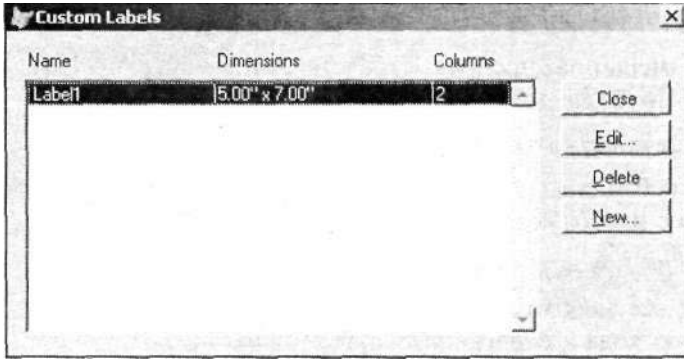 Custom Labels
Name Dimensions Columns
Label1 5.00" x 7.00" 2
Close
Edit...
Delete
New...